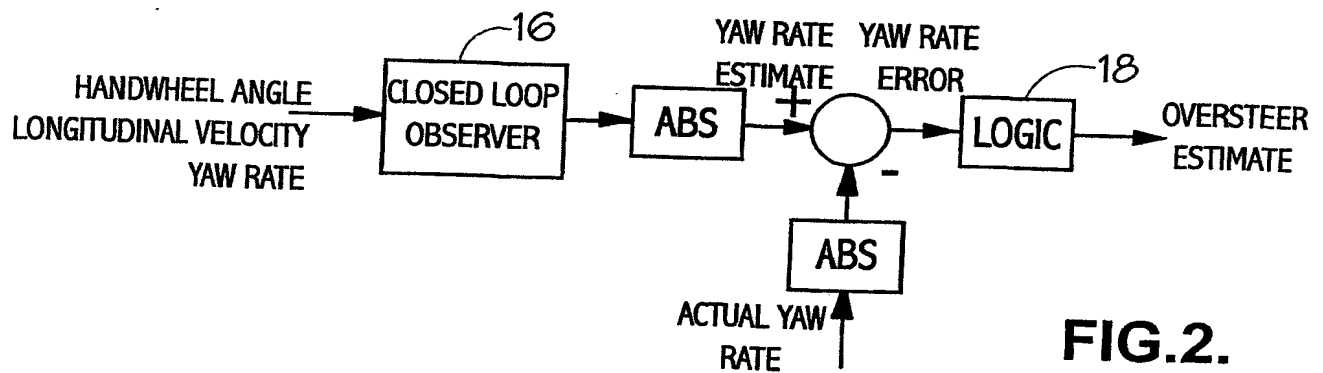 16
HANDWHEEL ANGLE
LONGITUDINAL VELOCITY
YAW RATE
CLOSED LOOP
OBSERVER
ABS
YAW RATE
ESTIMATE
+
YAW RATE
ERROR
-
18
LOGIC
OVERSTEER
ESTIMATE
ABS
ACTUAL YAW
RATE
FIG.2.